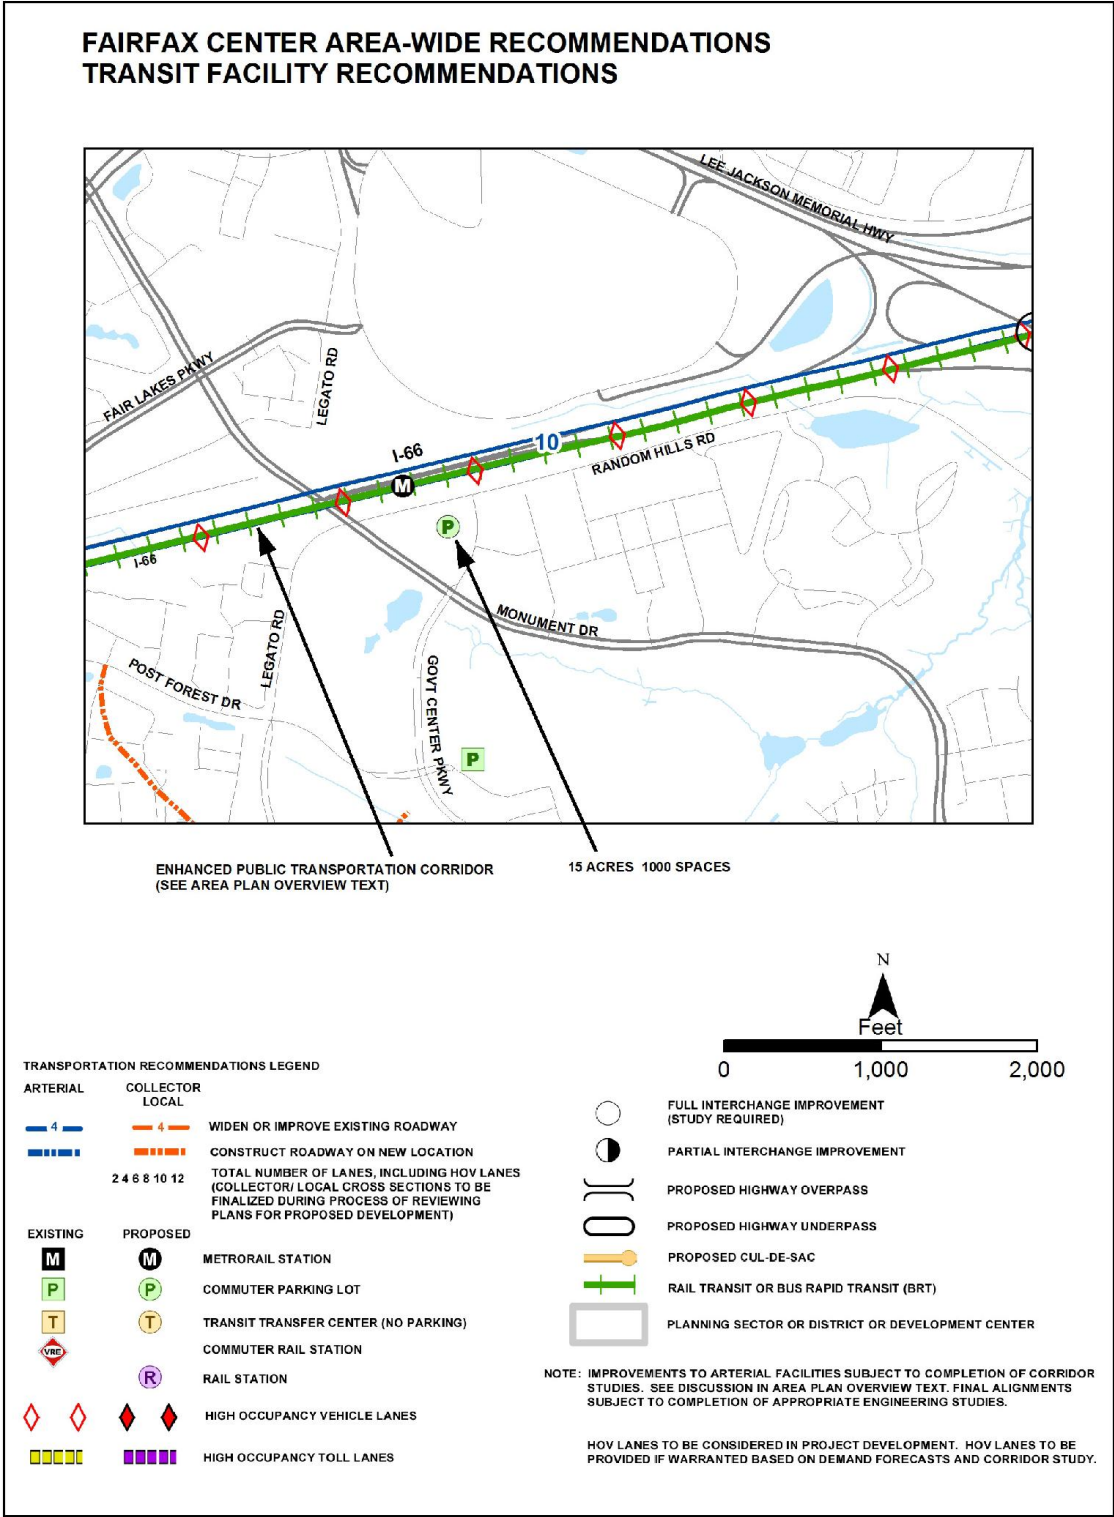 FAIRFAX CENTER AREA-WIDE RECOMMENDATIONS
TRANSIT FACILITY RECOMMENDATIONS
LEE JACKSON MEMORIAL HWY
FAIR LAKES PKWY
LEGATO RD
I-66
10
RANDOM HILLS RD
M
P
I-66
MONUMENT DR
LEGATO RD
POST FOREST DR
GOVT CENTER PKWY
P
ENHANCED PUBLIC TRANSPORTATION CORRIDOR
(SEE AREA PLAN OVERVIEW TEXT)
15 ACRES 1000 SPACES
N
Feet
0 1,000 2,000
TRANSPORTATION RECOMMENDATIONS LEGEND
ARTERIAL COLLECTOR
LOCAL
4 4 WIDEN OR IMPROVE EXISTING ROADWAY
CONSTRUCT ROADWAY ON NEW LOCATION
2 4 6 8 10 12 TOTAL NUMBER OF LANES, INCLUDING HOV LANES
(COLLECTOR/ LOCAL CROSS SECTIONS TO BE
FINALIZED DURING PROCESS OF REVIEWING
PLANS FOR PROPOSED DEVELOPMENT)
EXISTING PROPOSED
M M METRORAIL STATION
P P COMMUTER PARKING LOT
T T TRANSIT TRANSFER CENTER (NO PARKING)
VRE COMMUTER RAIL STATION
R RAIL STATION
HIGH OCCUPANCY VEHICLE LANES
HIGH OCCUPANCY TOLL LANES
FULL INTERCHANGE IMPROVEMENT
(STUDY REQUIRED)
PARTIAL INTERCHANGE IMPROVEMENT
PROPOSED HIGHWAY OVERPASS
PROPOSED HIGHWAY UNDERPASS
PROPOSED CUL-DE-SAC
RAIL TRANSIT OR BUS RAPID TRANSIT (BRT)
PLANNING SECTOR OR DISTRICT OR DEVELOPMENT CENTER
NOTE: IMPROVEMENTS TO ARTERIAL FACILITIES SUBJECT TO COMPLETION OF CORRIDOR
STUDIES. SEE DISCUSSION IN AREA PLAN OVERVIEW TEXT. FINAL ALIGNMENTS
SUBJECT TO COMPLETION OF APPROPRIATE ENGINEERING STUDIES.
HOV LANES TO BE CONSIDERED IN PROJECT DEVELOPMENT. HOV LANES TO BE
PROVIDED IF WARRANTED BASED ON DEMAND FORECASTS AND CORRIDOR STUDY.